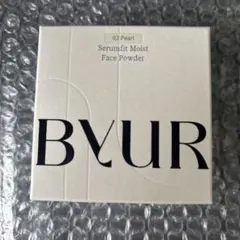 02 Pearl
Serumfit Moist
Face Powder
BYUR